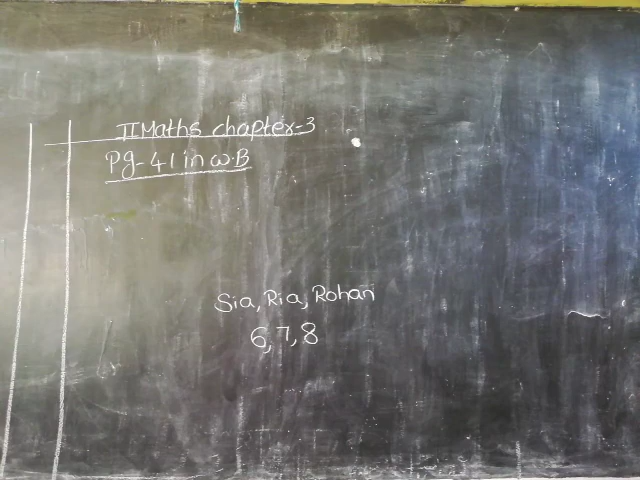 II Maths chapter-3
Pg-41 in W.B
Sia, Ria, Rohan
6,7,8